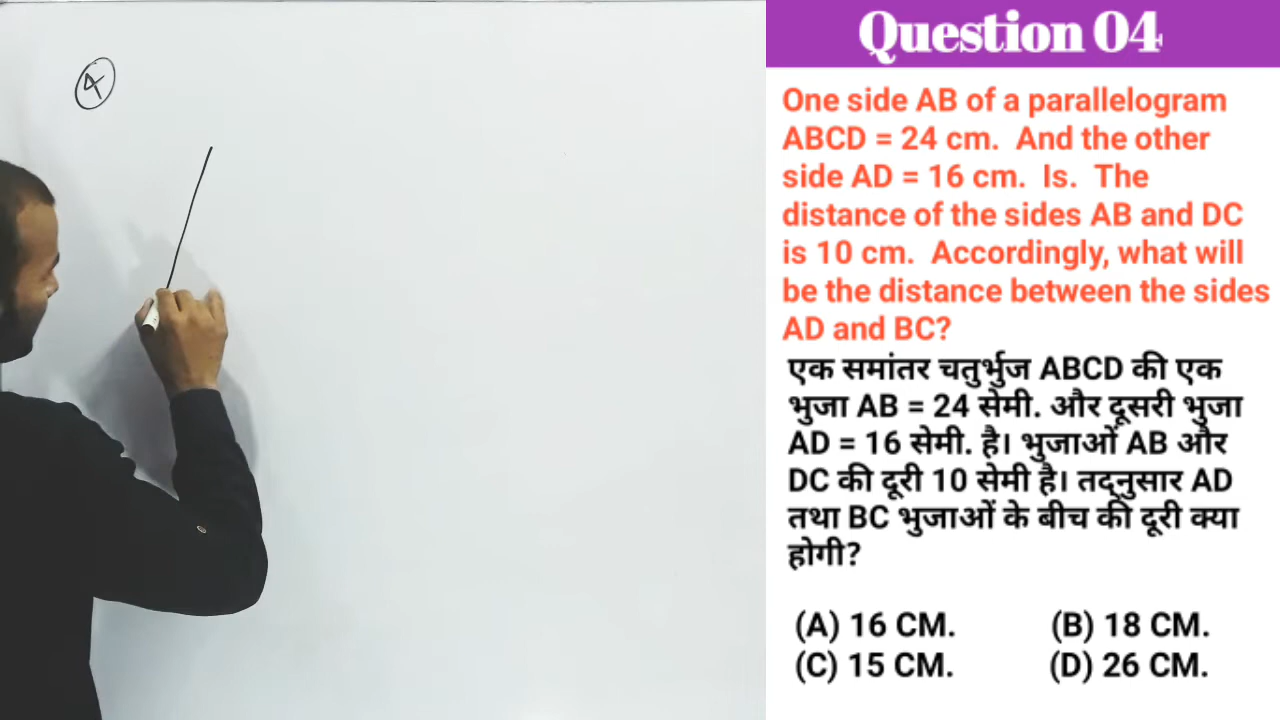 4
Question 04
One side AB of a parallelogram
ABCD = 24 cm. And the other
side AD = 16 cm. Is. The
distance of the sides AB and DC
is 10 cm. Accordingly, what will
be the distance between the sides
AD and BC?
एक समांतर चतुर्भुज ABCD की एक
भुजा AB = 24 सेमी. और दूसरी भुजा
AD = 16 सेमी. है। भुजाओं AB और
DC की दूरी 10 सेमी है। तद्नुसार AD
तथा BC भुजाओं के बीच की दूरी क्या
होगी?
(A) 16 CM. (B) 18 CM.
(C) 15 CM. (D) 26 CM.